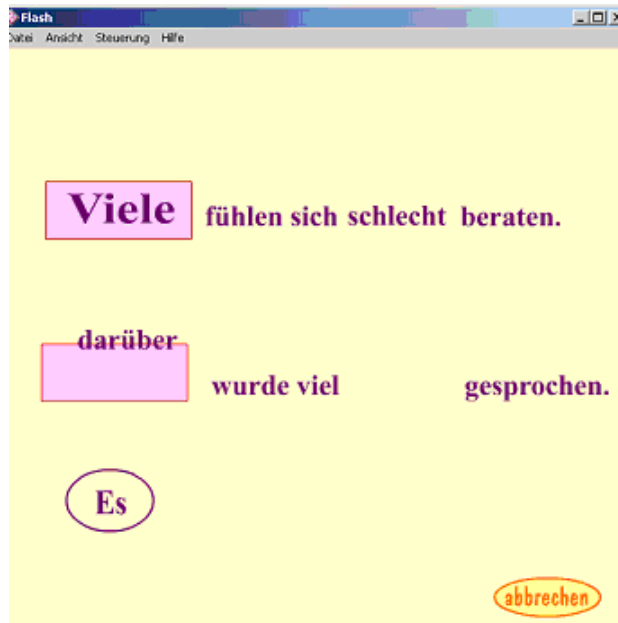 Flash
Datei Ansicht Steuerung Hilfe
Viele fühlen sich schlecht beraten.
darüber
wurde viel gesprochen.
Es
abbrechen